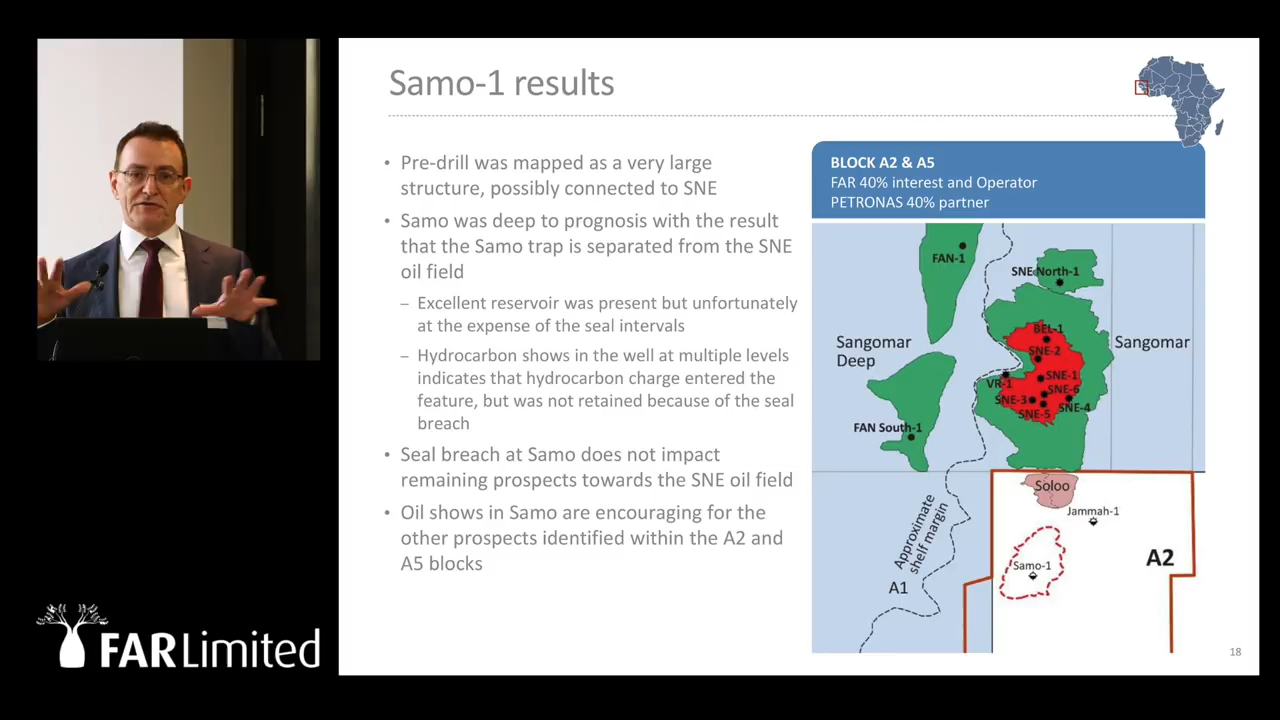 Samo-1 results
• Pre-drill was mapped as a very large
structure, possibly connected to SNE
• Samo was deep to prognosis with the result
that the Samo trap is separated from the SNE
oil field
– Excellent reservoir was present but unfortunately
at the expense of the seal intervals
– Hydrocarbon shows in the well at multiple levels
indicates that hydrocarbon charge entered the
feature, but was not retained because of the seal
breach
• Seal breach at Samo does not impact
remaining prospects towards the SNE oil field
• Oil shows in Samo are encouraging for the
other prospects identified within the A2 and
A5 blocks
BLOCK A2 & A5
FAR 40% interest and Operator
PETRONAS 40% partner
FAN-1
SNE North-1
BEL-1
Sangomar
Deep
SNE-2
Sangomar
SNE-1
VR-1
SNE-6
SNE-3
SNE-4
SNE-5
FAN South-1
Soloo
Jammah-1
Approximate
shelf margin
Samo-1
A2
A1
FAR Limited
18